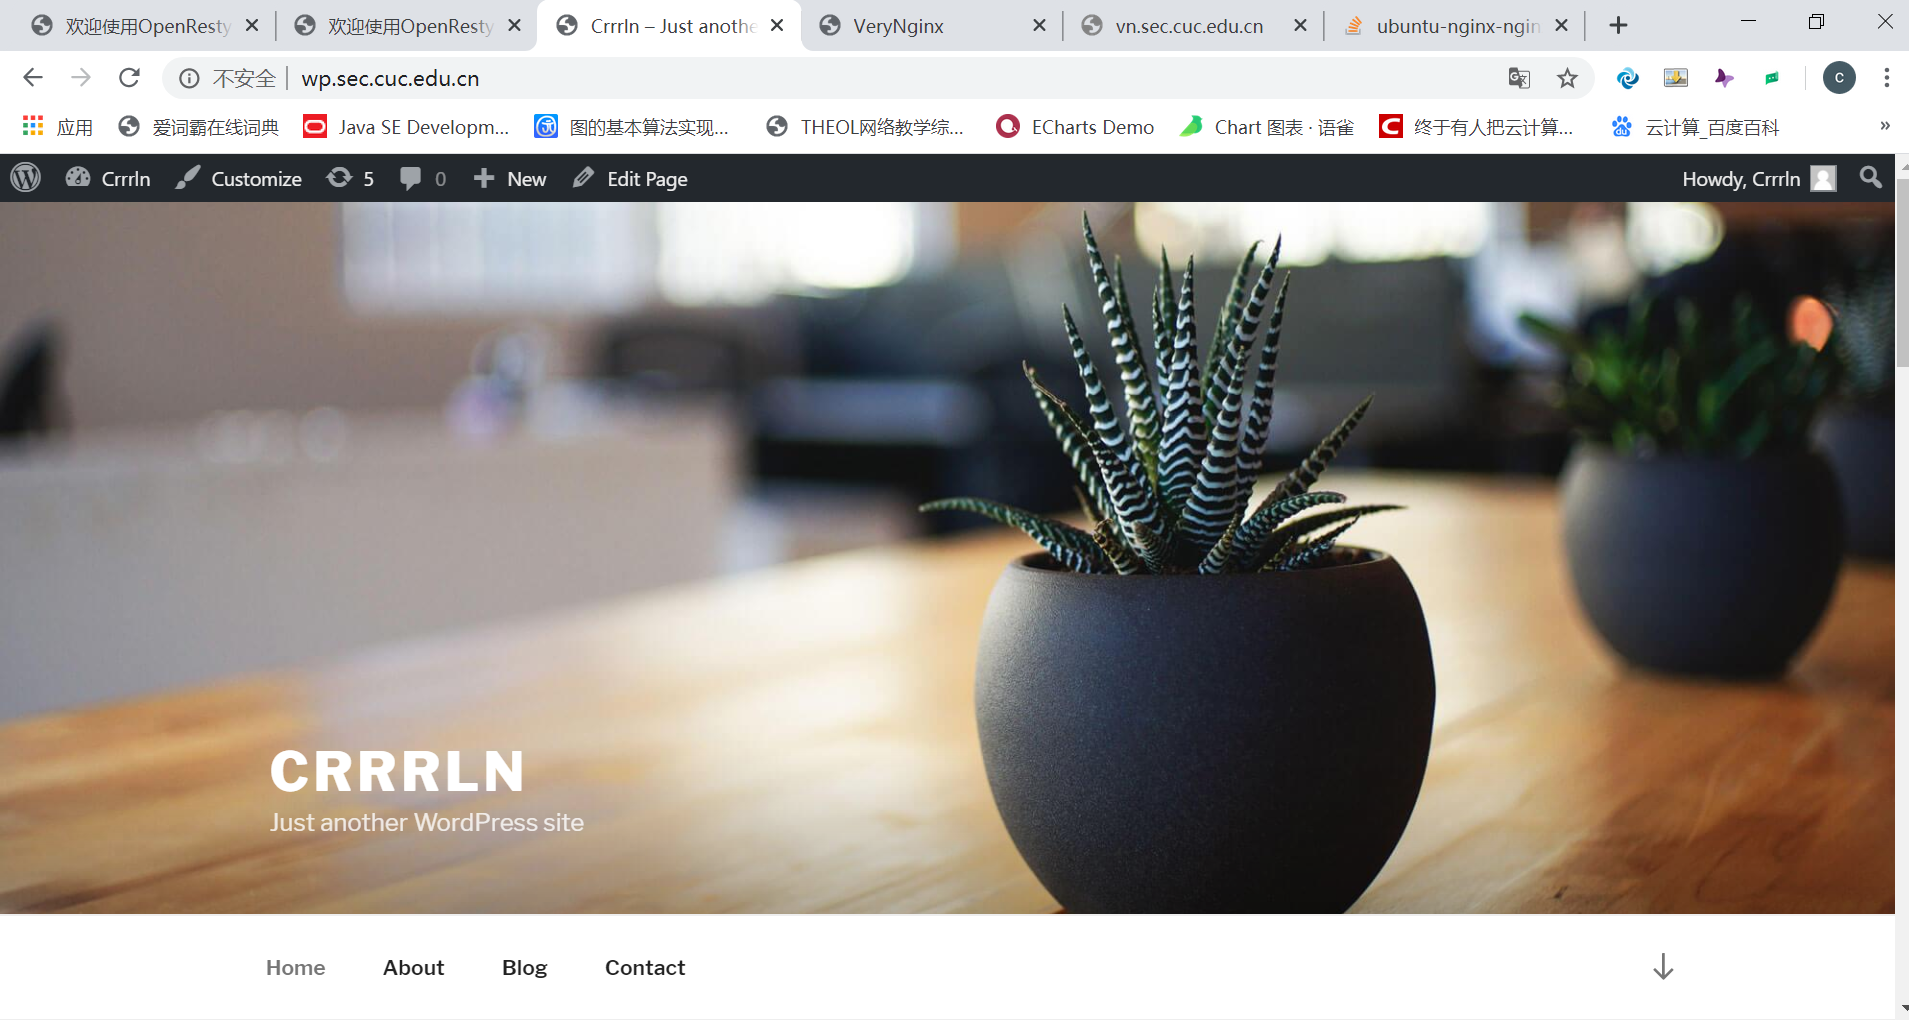 欢迎使用OpenResty
欢迎使用OpenResty
Crrrln – Just anothe
VeryNginx
vn.sec.cuc.edu.cn
ubuntu-nginx-ngin
不安全 | wp.sec.cuc.edu.cn
C
应用
爱词霸在线词典
Java SE Developm...
图的基本算法实现...
THEOL网络教学综...
ECharts Demo
Chart 图表 · 语雀
终于有人把云计算...
云计算_百度百科
»
Crrrln
Customize
5
0
New
Edit Page
Howdy, Crrrln
CRRRLN
Just another WordPress site
Home
About
Blog
Contact